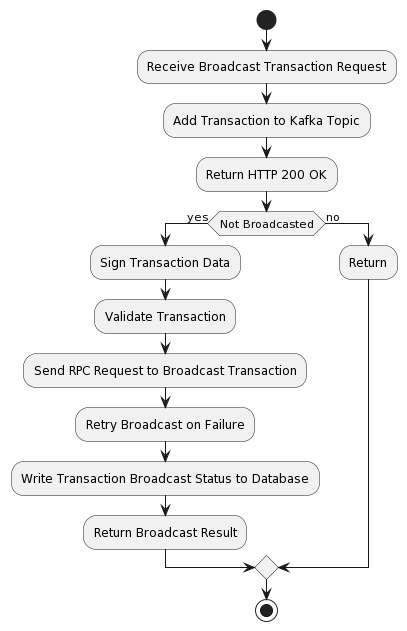 Receive Broadcast Transaction Request
Add Transaction to Kafka Topic
Return HTTP 200 OK
yes
Not Broadcasted
no
Sign Transaction Data
Return
Validate Transaction
Send RPC Request to Broadcast Transaction
Retry Broadcast on Failure
Write Transaction Broadcast Status to Database
Return Broadcast Result